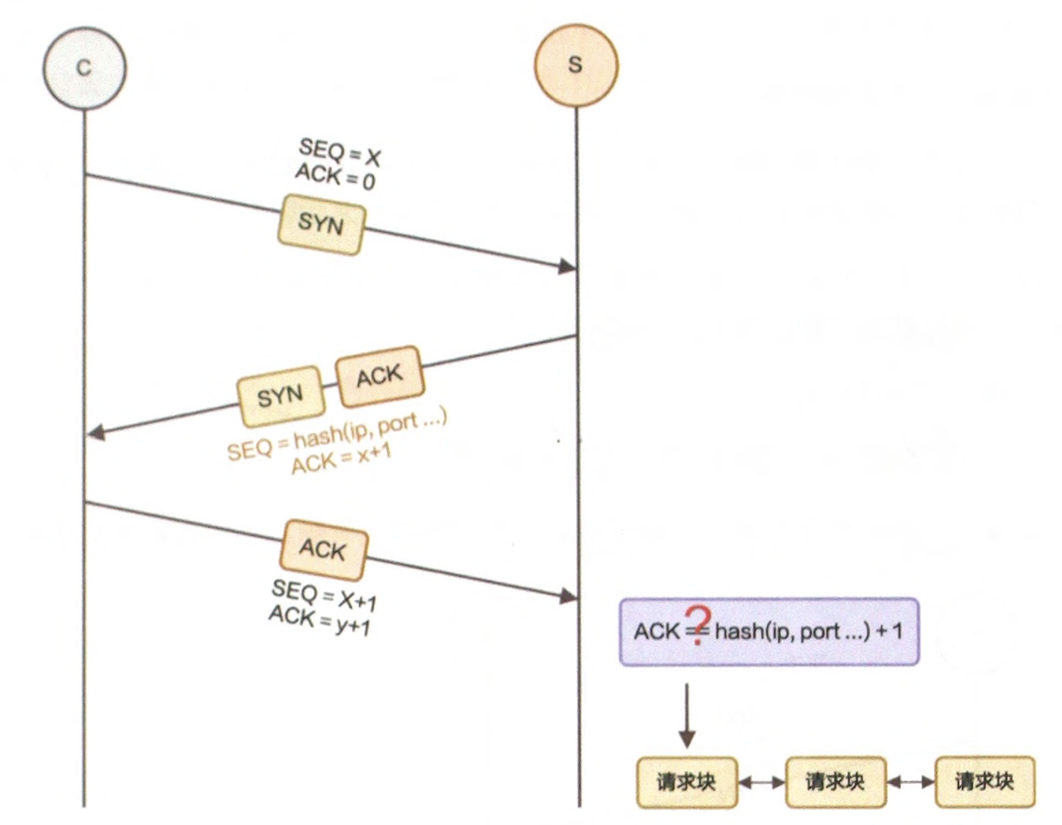 C
S
SEQ = X
ACK = 0
SYN
SYN
ACK
SEQ = hash(ip, port ...)
ACK = x+1
ACK
SEQ = X+1
ACK = y+1
ACK == hash(ip, port ...) + 1
?
请求块
请求块
请求块